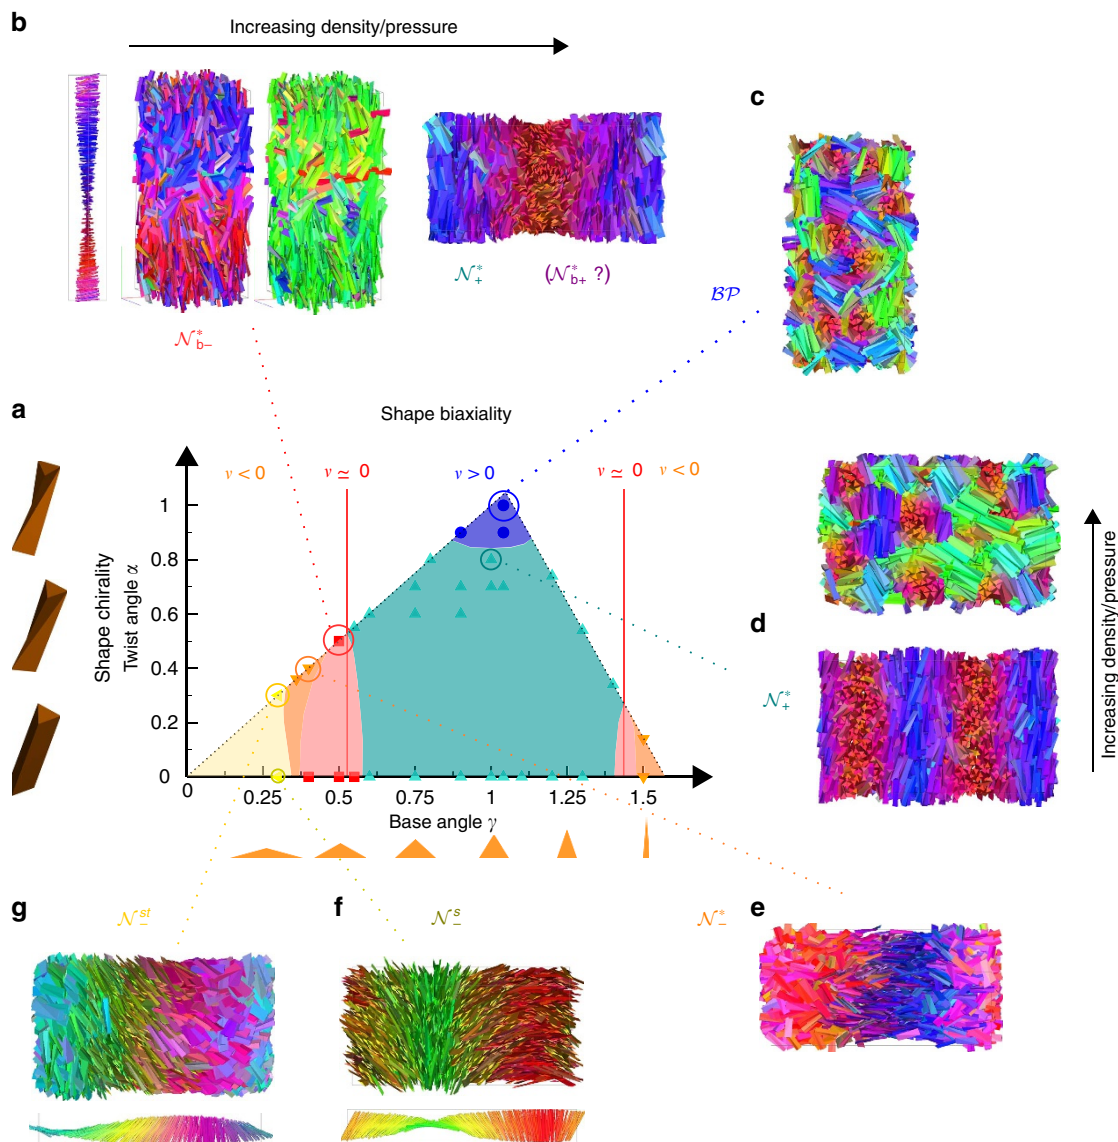 b
Increasing density/pressure
c
𝒩*+
(𝒩*b+ ?)
𝒩*b−
ℬ𝒫
a
Shape biaxiality
v < 0
v ≃ 0
v > 0
v ≃ 0
v < 0
Shape chirality
Twist angle α
1
0.8
0.6
0.4
0.2
0
0
0.25
0.5
0.75
1
1.25
1.5
Base angle γ
d
𝒩*+
Increasing density/pressure
g
𝒩st−
f
𝒩s−
𝒩*−
e